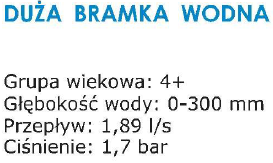 DUŻA BRAMKA WODNA
Grupa wiekowa: 4+
Głębokość wody: 0-300 mm
Przepływ: 1,89 l/s
Ciśnienie: 1,7 bar